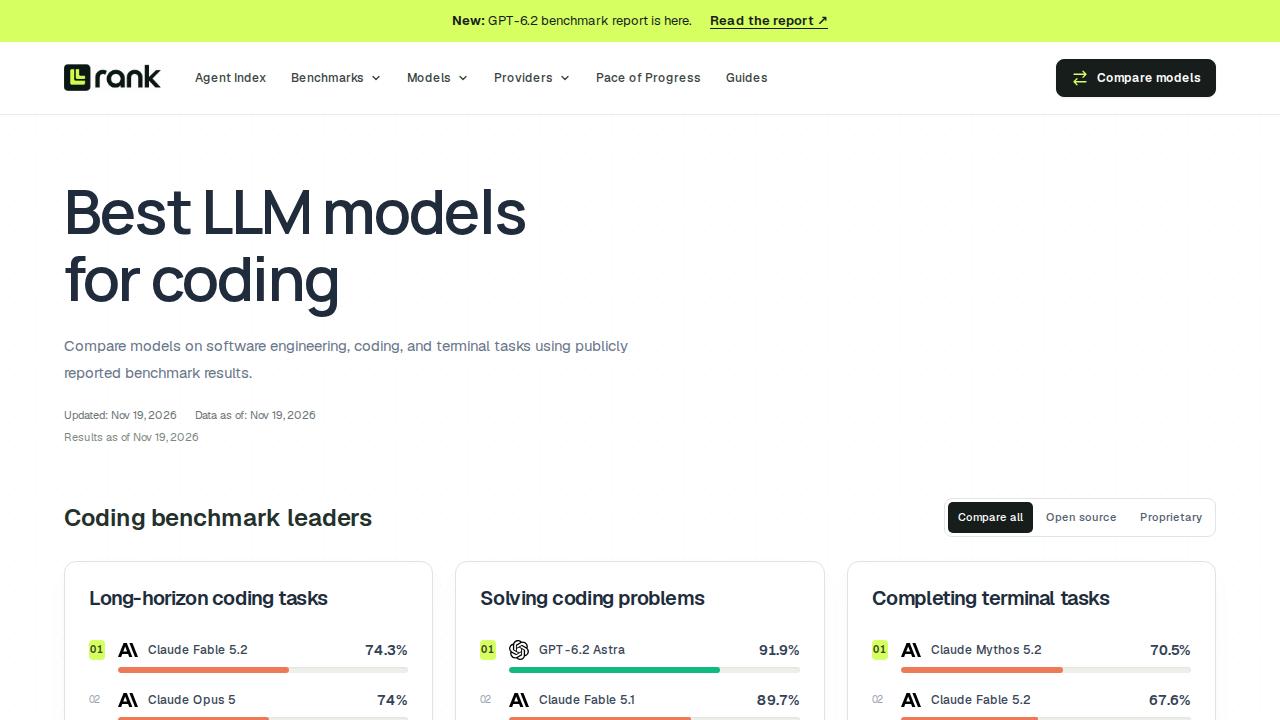 New: GPT-6.2 benchmark report is here. Read the report ↗
rank
Agent Index
Benchmarks
Models
Providers
Pace of Progress
Guides
Compare models
Best LLM models
for coding
Compare models on software engineering, coding, and terminal tasks using publicly
reported benchmark results.
Updated: Nov 19, 2026 Data as of: Nov 19, 2026
Results as of Nov 19, 2026
Coding benchmark leaders
Compare all
Open source
Proprietary
Long-horizon coding tasks
01 Claude Fable 5.2 74.3%
02 Claude Opus 5 74%
Solving coding problems
01 GPT-6.2 Astra 91.9%
02 Claude Fable 5.1 89.7%
Completing terminal tasks
01 Claude Mythos 5.2 70.5%
02 Claude Fable 5.2 67.6%